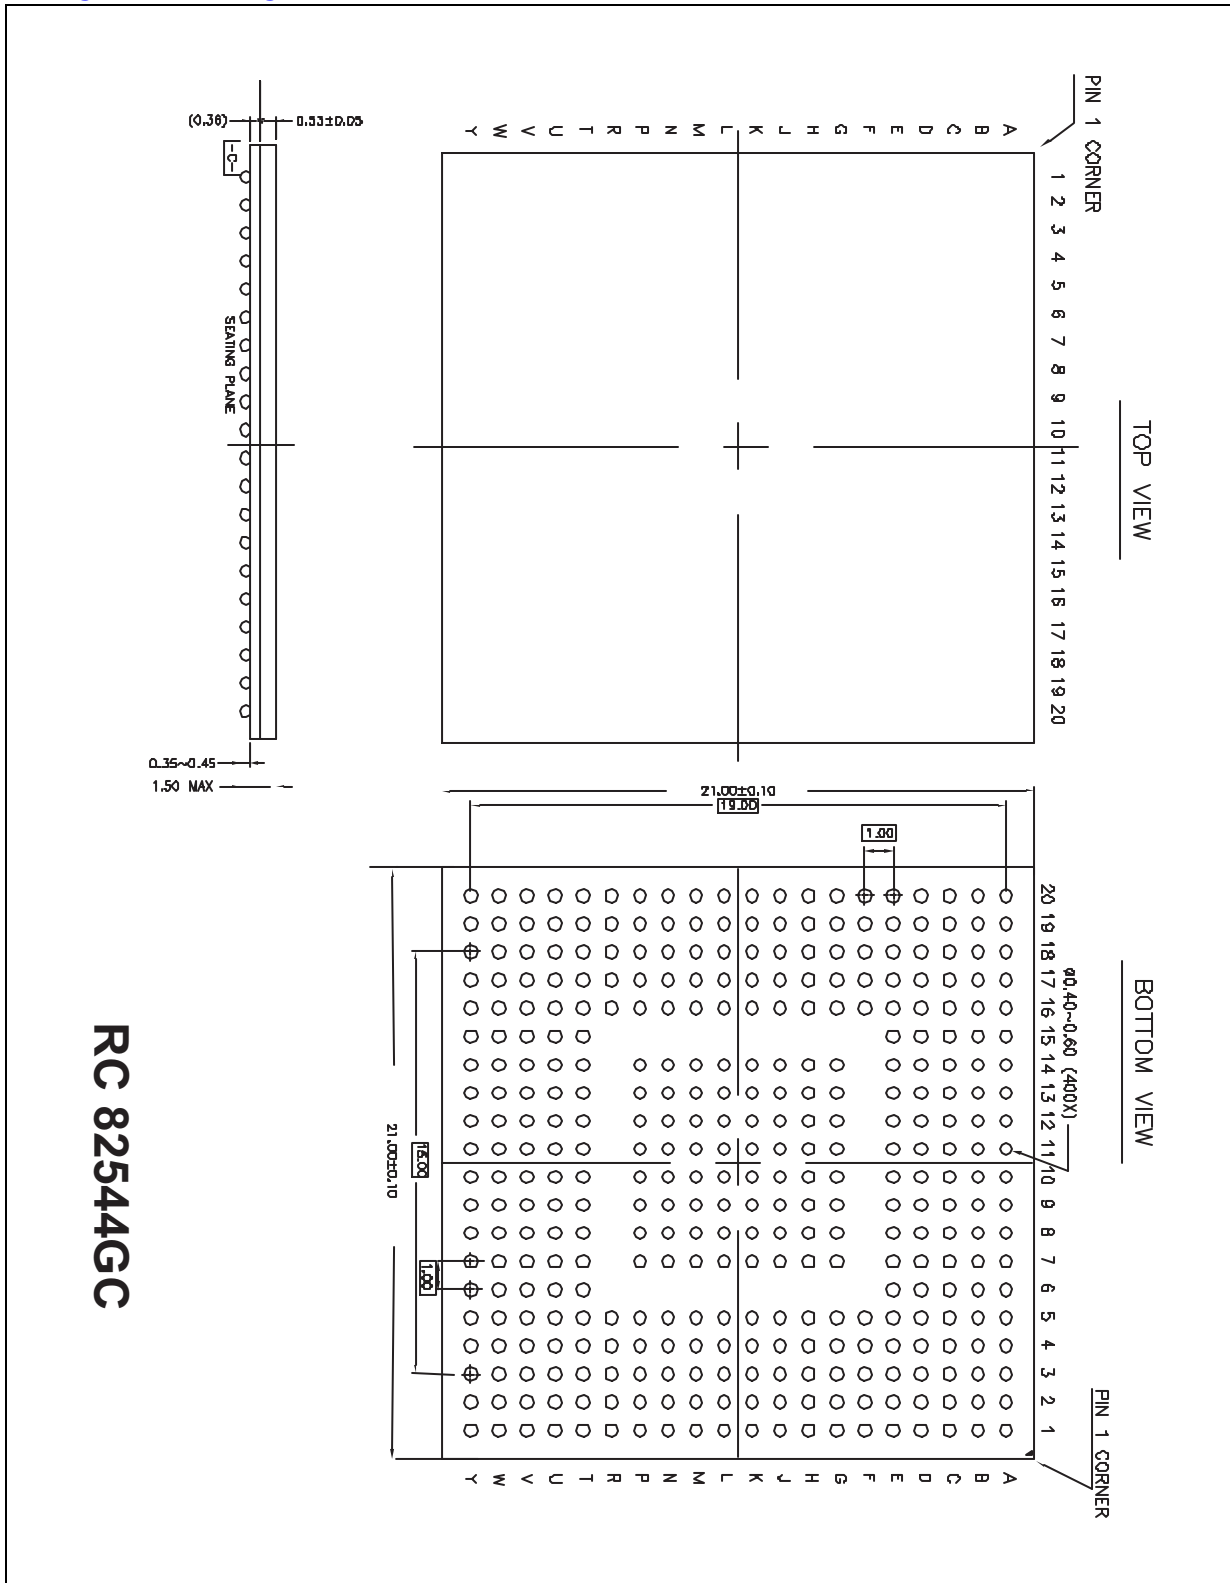 TOP VIEW
BOTTOM VIEW
PIN 1 CORNER
1 2 3 4 5 6 7 8 9 10 11 12 13 14 15 16 17 18 19 20
A
B
C
D
E
F
G
H
J
K
L
M
N
P
R
T
U
V
W
Y
(0.36)
0.53±0.05
-C-
SEATING PLANE
0.35~0.45
1.50 MAX
PIN 1 CORNER
ø0.40~0.60 (400X)
20 19 18 17 16 15 14 13 12 11 10 9 8 7 6 5 4 3 2 1
A
B
C
D
E
F
G
H
J
K
L
M
N
P
R
T
U
V
W
Y
1.00
21.00±0.10
19.00
1.00
15.00
21.00±0.10
RC 82544GC